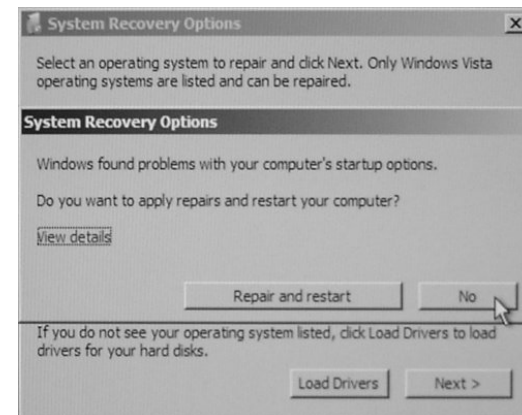 System Recovery Options
Select an operating system to repair and click Next. Only Windows Vista
operating systems are listed and can be repaired.
System Recovery Options
Windows found problems with your computer's startup options.
Do you want to apply repairs and restart your computer?
View details
Repair and restart
No
If you do not see your operating system listed, click Load Drivers to load
drivers for your hard disks.
Load Drivers
Next >